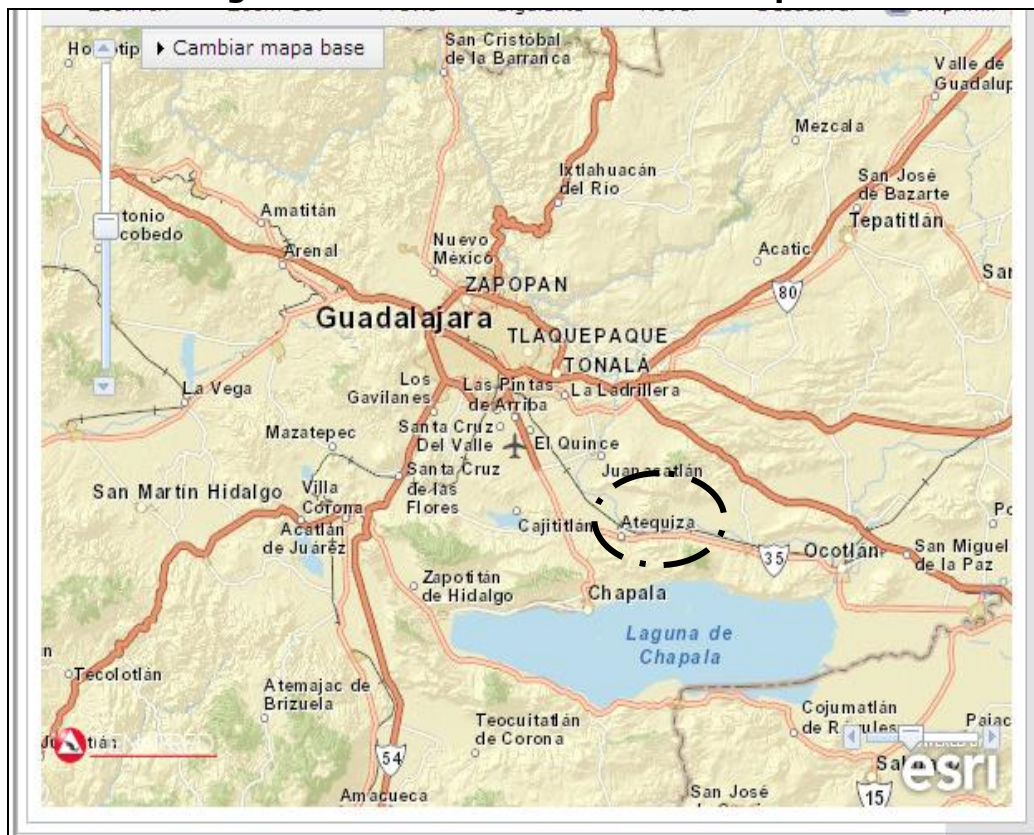 Cambiar mapa base
San Cristóbal
de la Barranca
Valle de
Mezcala
Ixtlahuacán
del Rio
San José
de Bazarte
Tepatitlán
Amatitán
Arenal
Nuevo
México
Acatic
ZAPOPAN
80
Guadalajara
TLAQUEPAQUE
TONALÁ
La Vega
Los
Gavilanes
Las Pintas
de Arriba
La Ladrillera
Mazatepec
Santa Cruz
Del Valle
El Quince
Juanacatlán
Santa Cruz
de las
Flores
San Martín Hidalgo
Villa
Corona
Acatlán
de Juárez
Cajititlán
Atequiza
35
Ocotlán
San Miguel
de la Paz
Zapotitán
de Hidalgo
Chapala
Laguna de
Chapala
Tecolotlán
Atemajac de
Brizuela
Teocuitatlán
de Corona
Cojumatlán
54
Amacueca
San José
15
esri